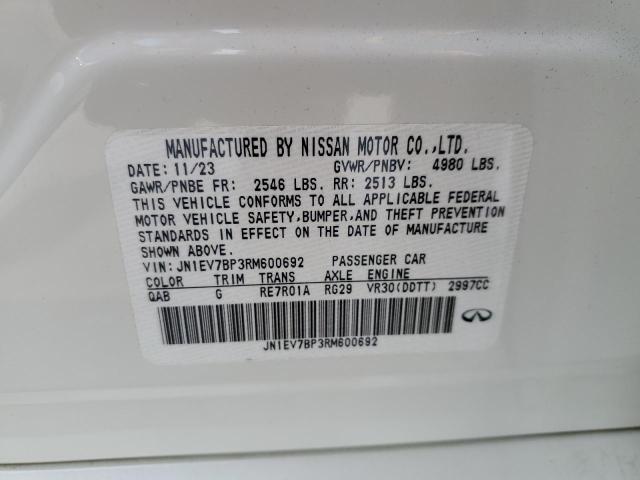 MANUFACTURED BY NISSAN MOTOR CO.,LTD.
DATE: 11/23 GVWR/PNBV: 4980 LBS.
GAWR/PNBE FR: 2546 LBS. RR: 2513 LBS.
THIS VEHICLE CONFORMS TO ALL APPLICABLE FEDERAL
MOTOR VEHICLE SAFETY,BUMPER,AND THEFT PREVENTION
STANDARDS IN EFFECT ON THE DATE OF MANUFACTURE
SHOWN ABOVE.
VIN: JN1EV7BP3RM600692 PASSENGER CAR
COLOR TRIM TRANS AXLE ENGINE
QAB G RE7R01A RG29 VR30(DDTT) 2997CC
JN1EV7BP3RM600692